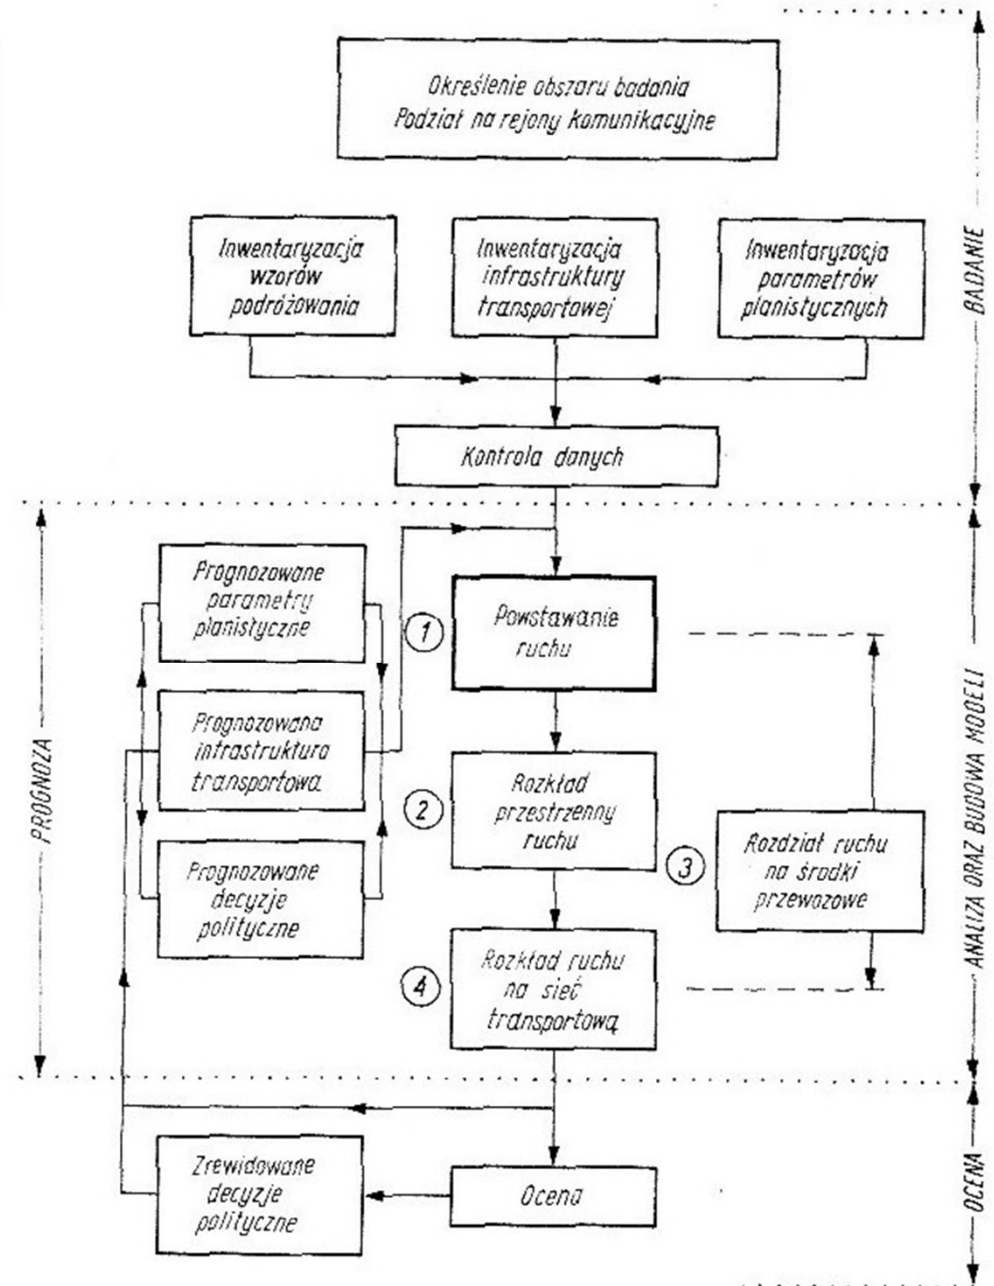 Określenie obszaru badania
Podział na rejony komunikacyjne
Inwentaryzacja
wzorów
podróżowania
Inwentaryzacja
infrastruktury
transportowej
Inwentaryzacja
parametrów
planistycznych
BADANIE
Kontrola danych
Prognozowane
parametry
planistyczne
1
Powstawanie
ruchu
Prognozowana
infrastruktura
transportowa
2
Rozkład
przestrzenny
ruchu
3
Rozdział ruchu
na środki
przewozowe
Prognozowane
decyzje
polityczne
4
Rozkład ruchu
na sieć
transportową
PROGNOZA
ANALIZA ORAZ BUDOWA MODELI
Zrewidowane
decyzje
polityczne
Ocena
OCENA